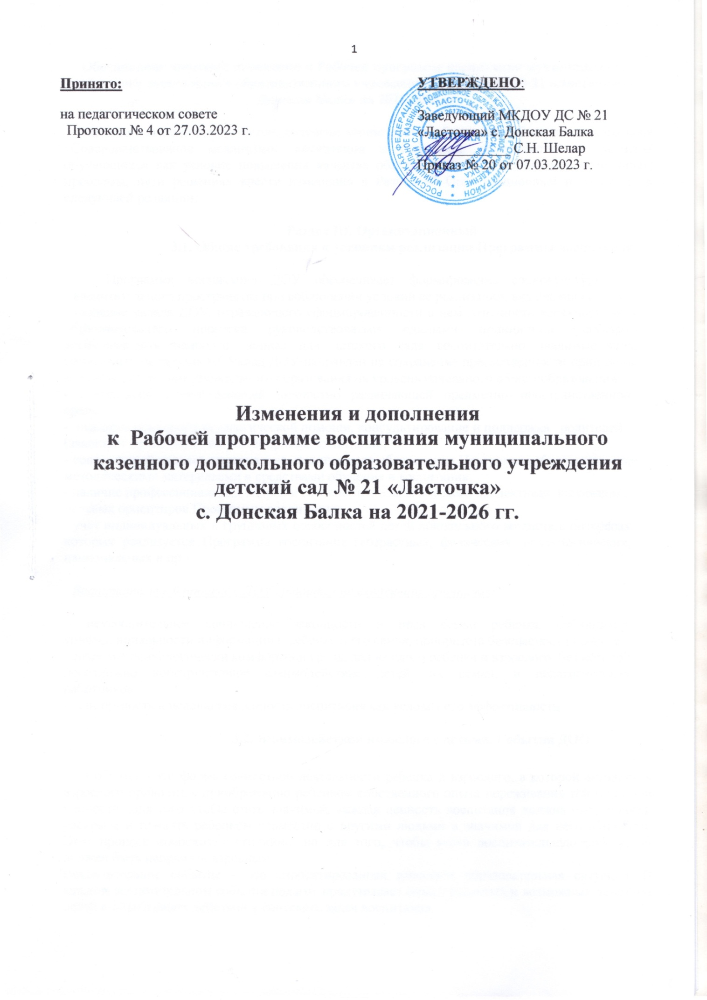 1
Принято:
на педагогическом совете
Протокол № 4 от 27.03.2023 г.
УТВЕРЖДЕНО:
Заведующий МКДОУ ДС № 21
«Ласточка» с. Донская Балка
С.Н. Шелар
Приказ № 20 от 07.03.2023 г.
Изменения и дополнения
к Рабочей программе воспитания муниципального
казенного дошкольного образовательного учреждения
детский сад № 21 «Ласточка»
с. Донская Балка на 2021-2026 гг.